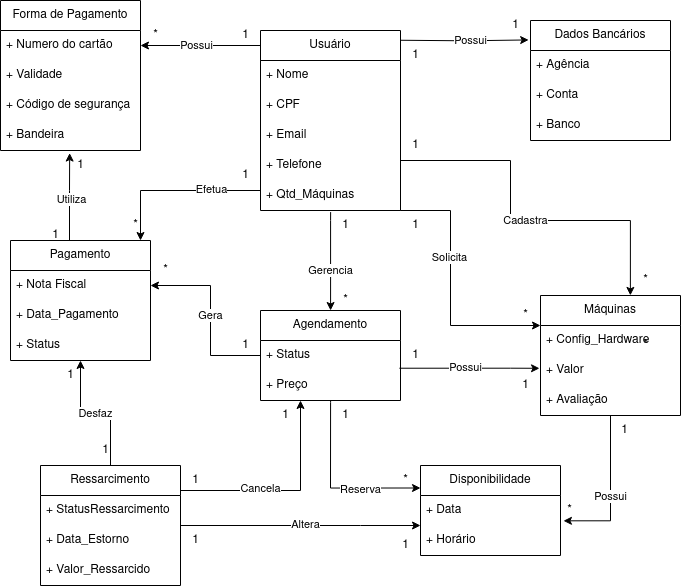 Forma de Pagamento
+ Numero do cartão
+ Validade
+ Código de segurança
+ Bandeira
* Possui 1
Usuário
+ Nome
+ CPF
+ Email
+ Telefone
+ Qtd_Máquinas
1 Possui 1
Dados Bancários
+ Agência
+ Conta
+ Banco
1 Utiliza 1
1 Efetua *
1 Gerencia *
1 Solicita *
1 Cadastra *
Pagamento
+ Nota Fiscal
+ Data_Pagamento
+ Status
* Gera 1
Agendamento
+ Status
+ Preço
1 Possui 1
Máquinas
+ Config_Hardware
+ Valor
+ Avaliação
1 Desfaz 1
1 Cancela 1
1 Reserva *
1 Possui *
Ressarcimento
+ StatusRessarcimento
+ Data_Estorno
+ Valor_Ressarcido
1 Altera 1
Disponibilidade
+ Data
+ Horário